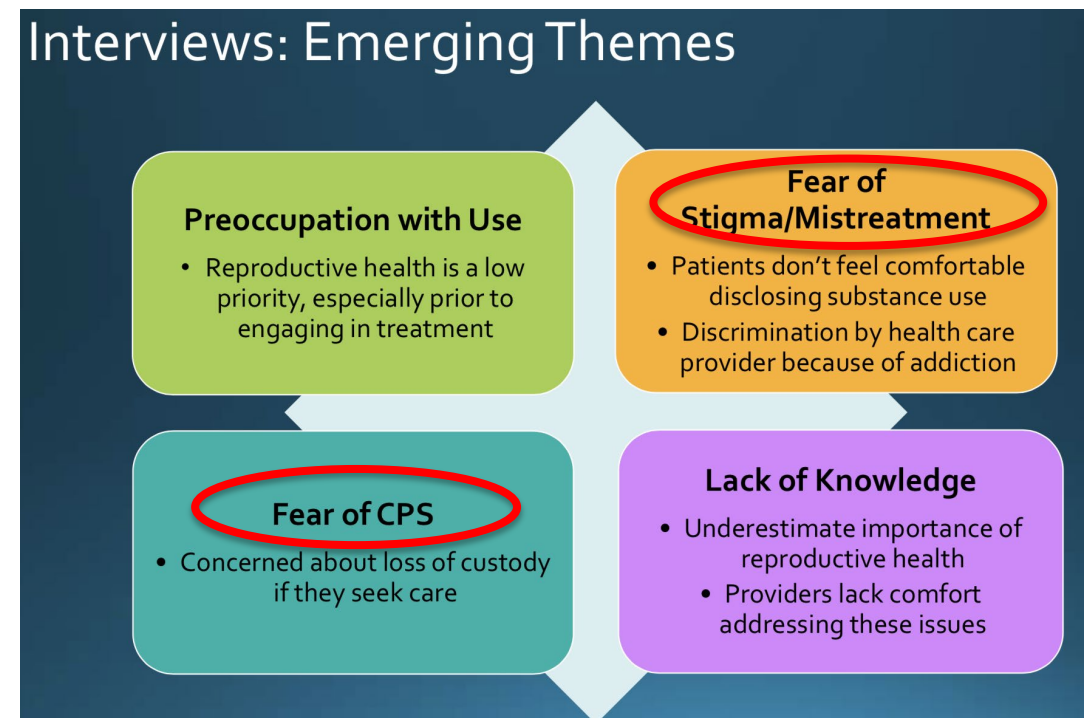 Interviews: Emerging Themes
Preoccupation with Use
• Reproductive health is a low
priority, especially prior to
engaging in treatment
Fear of
Stigma/Mistreatment
• Patients don’t feel comfortable
disclosing substance use
• Discrimination by health care
provider because of addiction
Fear of CPS
• Concerned about loss of custody
if they seek care
Lack of Knowledge
• Underestimate importance of
reproductive health
• Providers lack comfort
addressing these issues